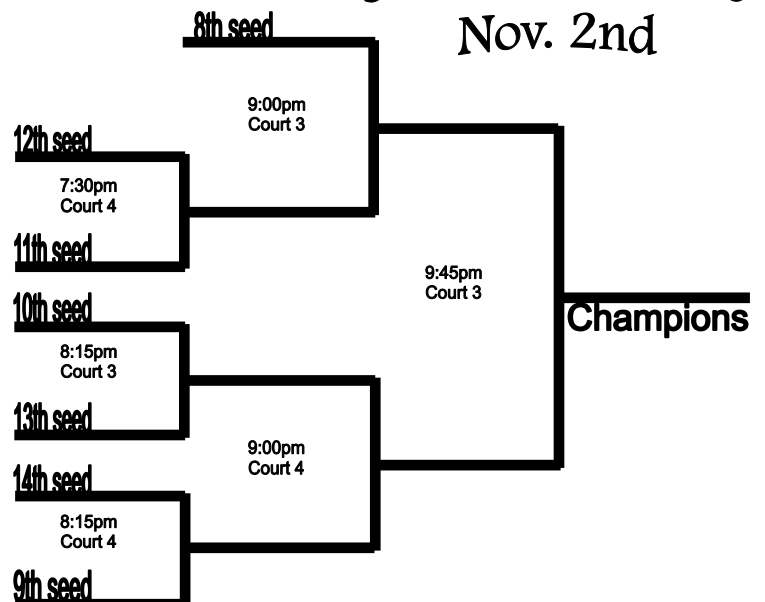 Nov. 2nd
8th seed
9:00pm
Court 3
12th seed
7:30pm
Court 4
11th seed
9:45pm
Court 3
Champions
10th seed
8:15pm
Court 3
13th seed
9:00pm
Court 4
14th seed
8:15pm
Court 4
9th seed